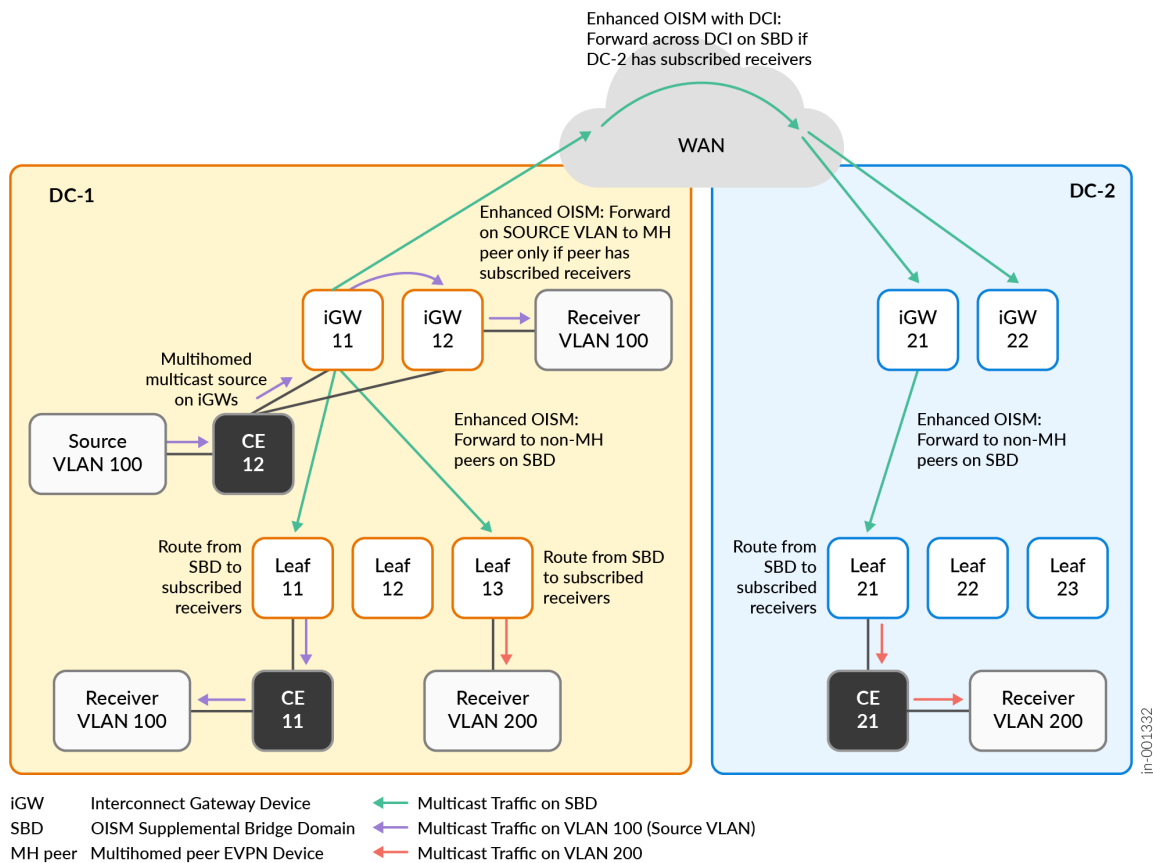 Enhanced OISM with DCI:
Forward across DCI on SBD if
DC-2 has subscribed receivers
WAN
DC-1
DC-2
Enhanced OISM: Forward
on SOURCE VLAN to MH
peer only if peer has
subscribed receivers
iGW
11
iGW
12
Receiver
VLAN 100
iGW
21
iGW
22
Multihomed
multicast source
on iGWs
Source
VLAN 100
CE
12
Enhanced OISM:
Forward to non-MH
peers on SBD
Enhanced OISM:
Forward to non-MH
peers on SBD
Route from
SBD to
subscribed
receivers
Leaf
11
Leaf
12
Leaf
13
Route from SBD
to subscribed
receivers
Route from
SBD to
subscribed
receivers
Leaf
21
Leaf
22
Leaf
23
Receiver
VLAN 100
CE
11
Receiver
VLAN 200
CE
21
Receiver
VLAN 200
in-001332
iGW Interconnect Gateway Device
SBD OISM Supplemental Bridge Domain
MH peer Multihomed peer EVPN Device
Multicast Traffic on SBD
Multicast Traffic on VLAN 100 (Source VLAN)
Multicast Traffic on VLAN 200